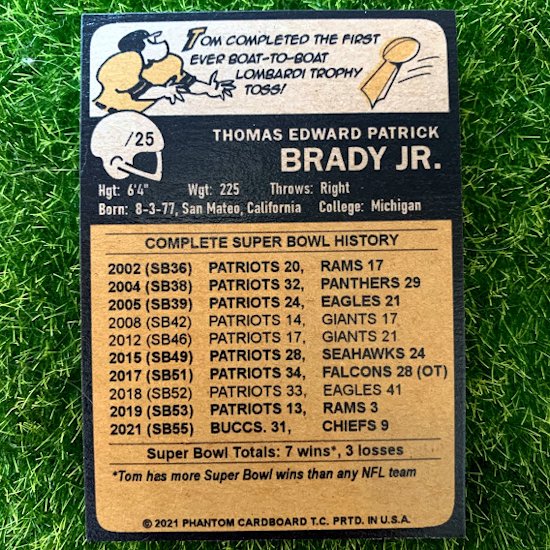 TOM COMPLETED THE FIRST
EVER BOAT-TO-BOAT
LOMBARDI TROPHY
TOSS!
/25
THOMAS EDWARD PATRICK
BRADY JR.
Hgt: 6'4" Wgt: 225 Throws: Right
Born: 8-3-77, San Mateo, California College: Michigan
COMPLETE SUPER BOWL HISTORY
2002 (SB36) PATRIOTS 20, RAMS 17
2004 (SB38) PATRIOTS 32, PANTHERS 29
2005 (SB39) PATRIOTS 24, EAGLES 21
2008 (SB42) PATRIOTS 14, GIANTS 17
2012 (SB46) PATRIOTS 17, GIANTS 21
2015 (SB49) PATRIOTS 28, SEAHAWKS 24
2017 (SB51) PATRIOTS 34, FALCONS 28 (OT)
2018 (SB52) PATRIOTS 33, EAGLES 41
2019 (SB53) PATRIOTS 13, RAMS 3
2021 (SB55) BUCCS. 31, CHIEFS 9
Super Bowl Totals: 7 wins*, 3 losses
*Tom has more Super Bowl wins than any NFL team
© 2021 PHANTOM CARDBOARD T.C. PRTD. IN U.S.A.